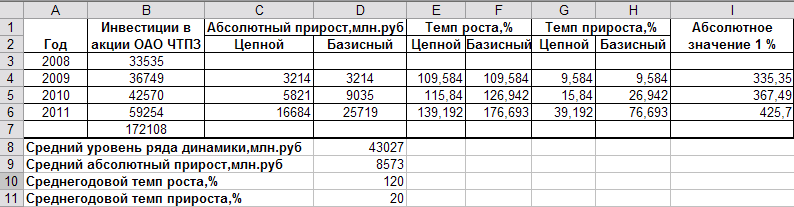 A B C D E F G H I
1 Инвестиции в Абсолютный прирост,млн.руб Темп роста,% Темп прироста,% Абсолютное
2 Год акции ОАО ЧТПЗ Цепной Базисный Цепной Базисный Цепной Базисный значение 1 %
3 2008 33535
4 2009 36749 3214 3214 109,584 109,584 9,584 9,584 335,35
5 2010 42570 5821 9035 115,84 126,942 15,84 26,942 367,49
6 2011 59254 16684 25719 139,192 176,693 39,192 76,693 425,7
7 172108
8 Средний уровень ряда динамики,млн.руб 43027
9 Средний абсолютный прирост,млн.руб 8573
10 Среднегодовой темп роста,% 120
11 Среднегодовой темп прироста,% 20